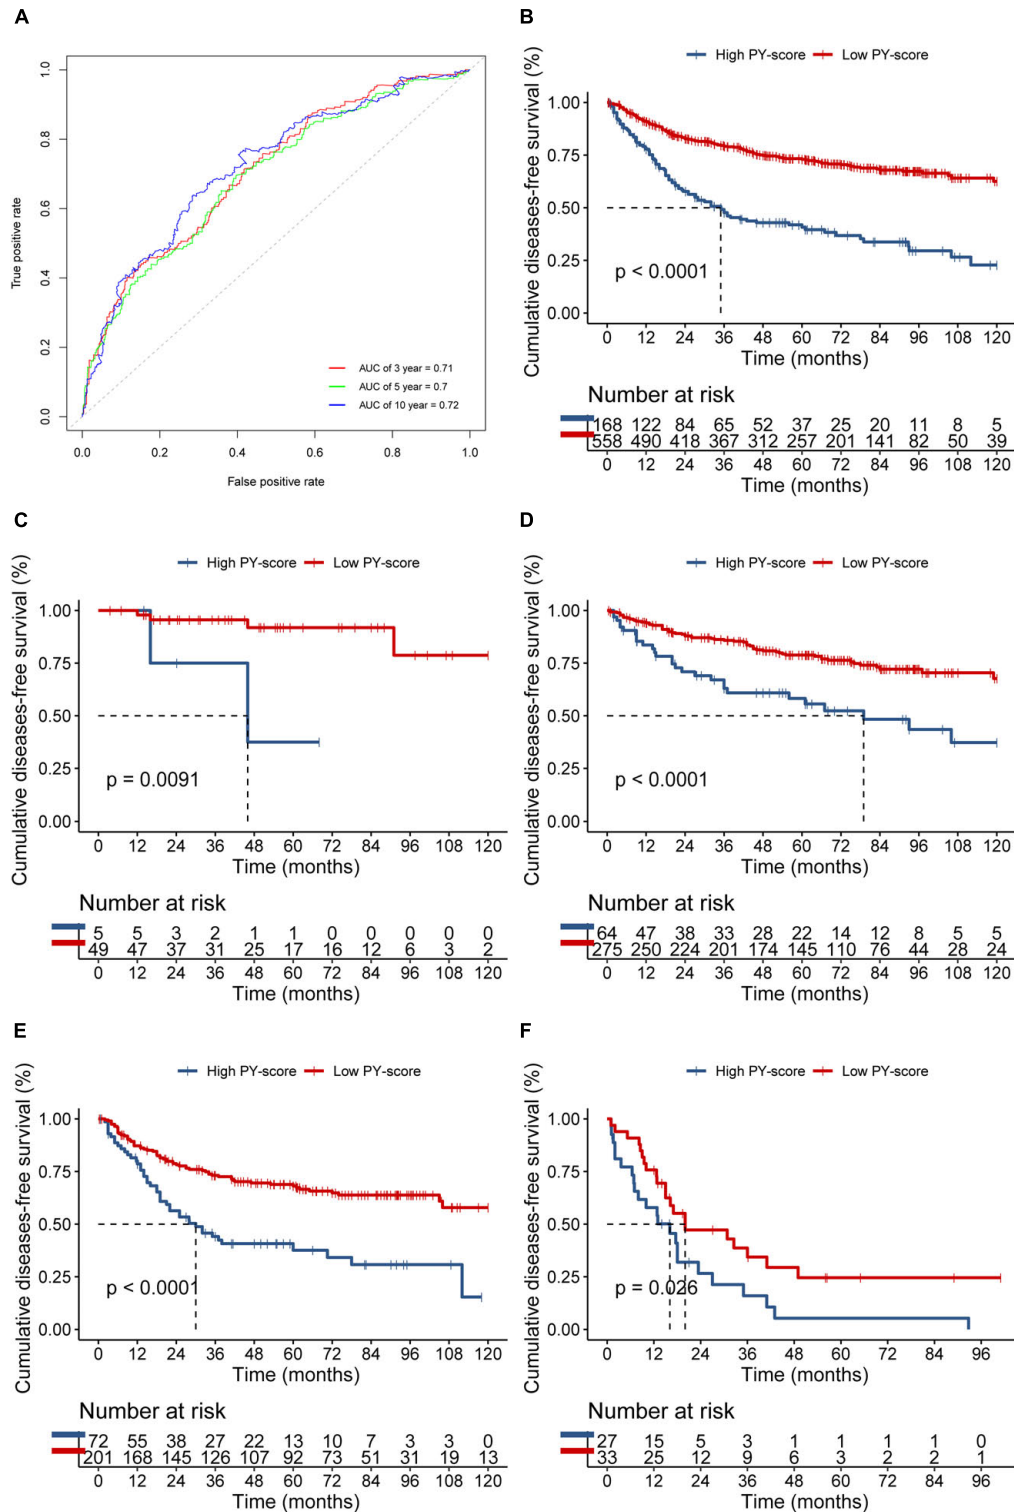 A
True positive rate
1.0
0.8
0.6
0.4
0.2
0.0
AUC of 3 year = 0.71
AUC of 5 year = 0.7
AUC of 10 year = 0.72
0.0 0.2 0.4 0.6 0.8 1.0
False positive rate
B
High PY-score Low PY-score
Cumulative diseases-free survival (%)
1.00
0.75
0.50
0.25
0.00
p < 0.0001
0 12 24 36 48 60 72 84 96 108 120
Time (months)
Number at risk
168 122 84 65 52 37 25 20 11 8 5
558 490 418 367 312 257 201 141 82 50 39
0 12 24 36 48 60 72 84 96 108 120
Time (months)
C
High PY-score Low PY-score
Cumulative diseases-free survival (%)
1.00
0.75
0.50
0.25
0.00
p = 0.0091
0 12 24 36 48 60 72 84 96 108 120
Time (months)
Number at risk
5 5 3 2 1 1 0 0 0 0 0
49 47 37 31 25 17 16 12 6 3 2
0 12 24 36 48 60 72 84 96 108 120
Time (months)
D
High PY-score Low PY-score
Cumulative diseases-free survival (%)
1.00
0.75
0.50
0.25
0.00
p < 0.0001
0 12 24 36 48 60 72 84 96 108 120
Time (months)
Number at risk
64 47 38 33 28 22 14 12 8 5 5
275 250 224 201 174 145 110 76 44 28 24
0 12 24 36 48 60 72 84 96 108 120
Time (months)
E
High PY-score Low PY-score
Cumulative diseases-free survival (%)
1.00
0.75
0.50
0.25
0.00
p < 0.0001
0 12 24 36 48 60 72 84 96 108 120
Time (months)
Number at risk
72 55 38 27 22 13 10 7 3 3 0
201 168 145 126 107 92 73 51 31 19 13
0 12 24 36 48 60 72 84 96 108 120
Time (months)
F
High PY-score Low PY-score
Cumulative diseases-free survival (%)
1.00
0.75
0.50
0.25
0.00
p = 0.026
0 12 24 36 48 60 72 84 96
Time (months)
Number at risk
27 15 5 3 1 1 1 1 0
33 25 12 9 6 3 2 2 1
0 12 24 36 48 60 72 84 96
Time (months)